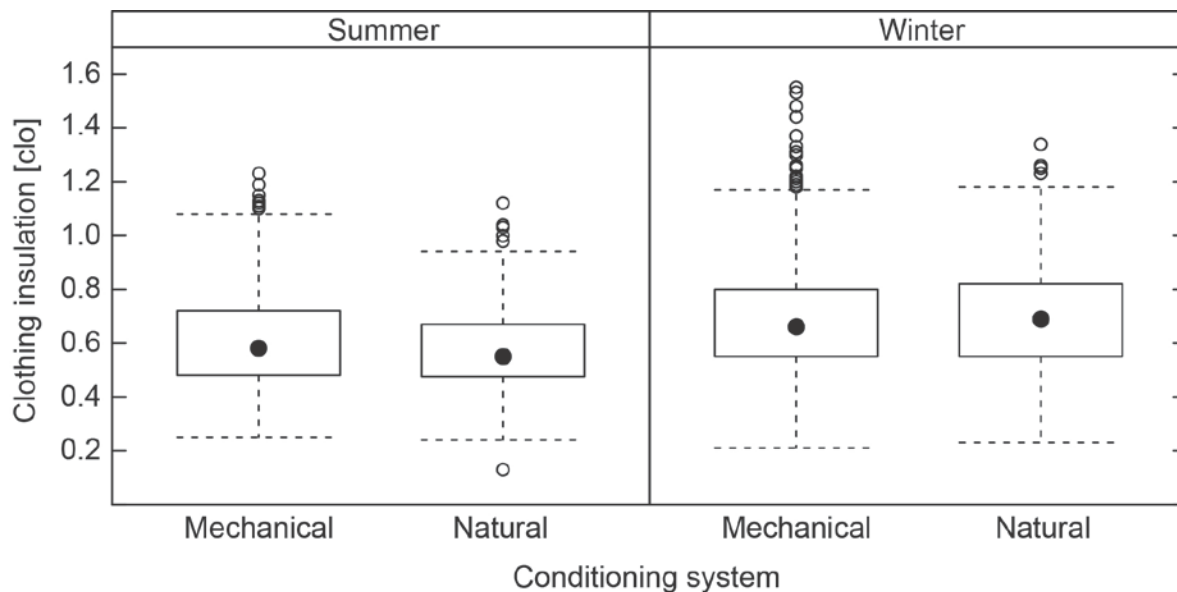 Summer Winter
1.6
1.4
1.2
1.0
0.8
0.6
0.4
0.2
Clothing insulation [clo]
Mechanical Natural Mechanical Natural
Conditioning system